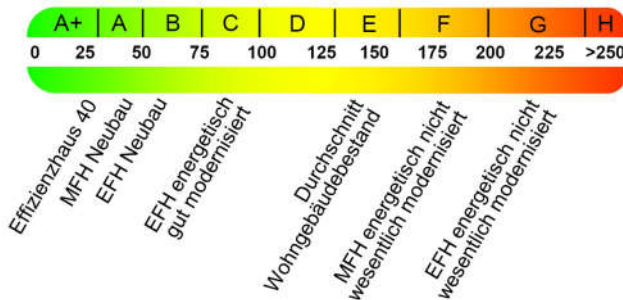 A+ A B C D E F G H
0 25 50 75 100 125 150 175 200 225 >250
Effizienzhaus 40
MFH Neubau
EFH Neubau
EFH energetisch
gut modernisiert
Durchschnitt
Wohngebäudebestand
MFH energetisch nicht
wesentlich modernisiert
EFH energetisch nicht
wesentlich modernisiert